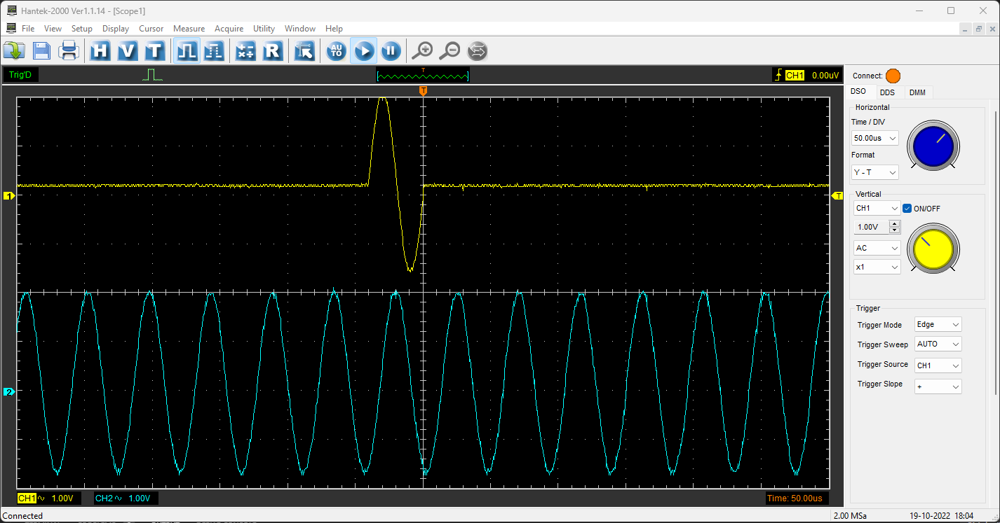 Hantek-2000 Ver1.1.14 - [Scope1]
File View Setup Display Cursor Measure Acquire Utility Window Help
H V T AUTO R
Trig'D
T
CH1 0.00uV
Connect:
T
DSO DDS DMM
Horizontal
Time / DIV
50.00us
Format
Y - T
1
T
Vertical
CH1 ON/OFF
1.00V
AC
x1
Trigger
Trigger Mode Edge
Trigger Sweep AUTO
Trigger Source CH1
Trigger Slope +
2
CH1 1.00V CH2 1.00V Time: 50.00us
Connected 2.00 MSa 19-10-2022 18:04